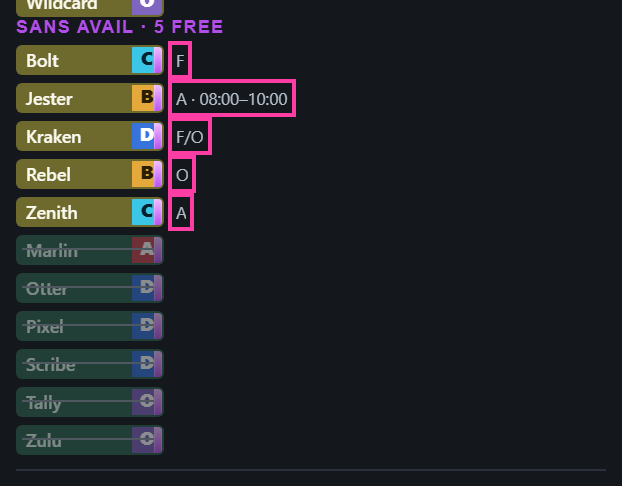 Wildcard O
SANS AVAIL · 5 FREE
Bolt C F
Jester B A · 08:00–10:00
Kraken D F/O
Rebel B O
Zenith C A
Marlin A
Otter D
Pixel D
Scribe D
Tally O
Zulu O